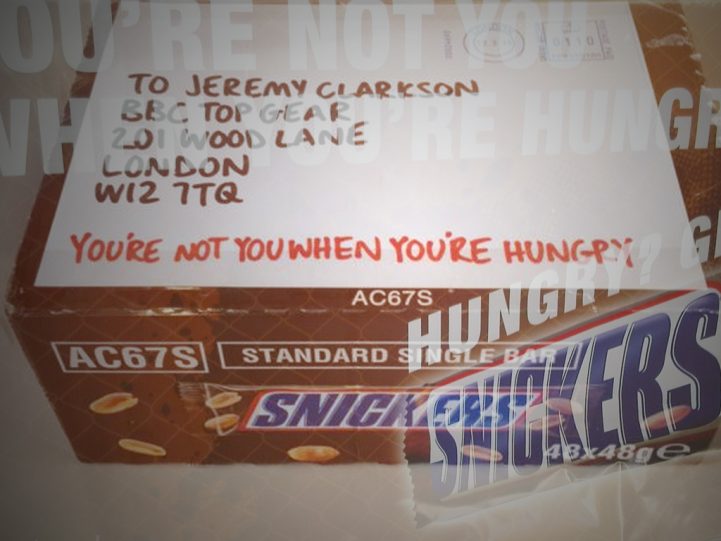 YOU'RE NOT YOU
WHEN YOU'RE HUNGR
TO JEREMY CLARKSON
BBC TOP GEAR
201 WOOD LANE
LONDON
W12 7TQ
YOU'RE NOT YOU WHEN YOU'RE HUNGRY
AC67S
HUNGRY? G
AC67S STANDARD SINGLE BAR
SNICKERS
SNICKERS
48x48g℮